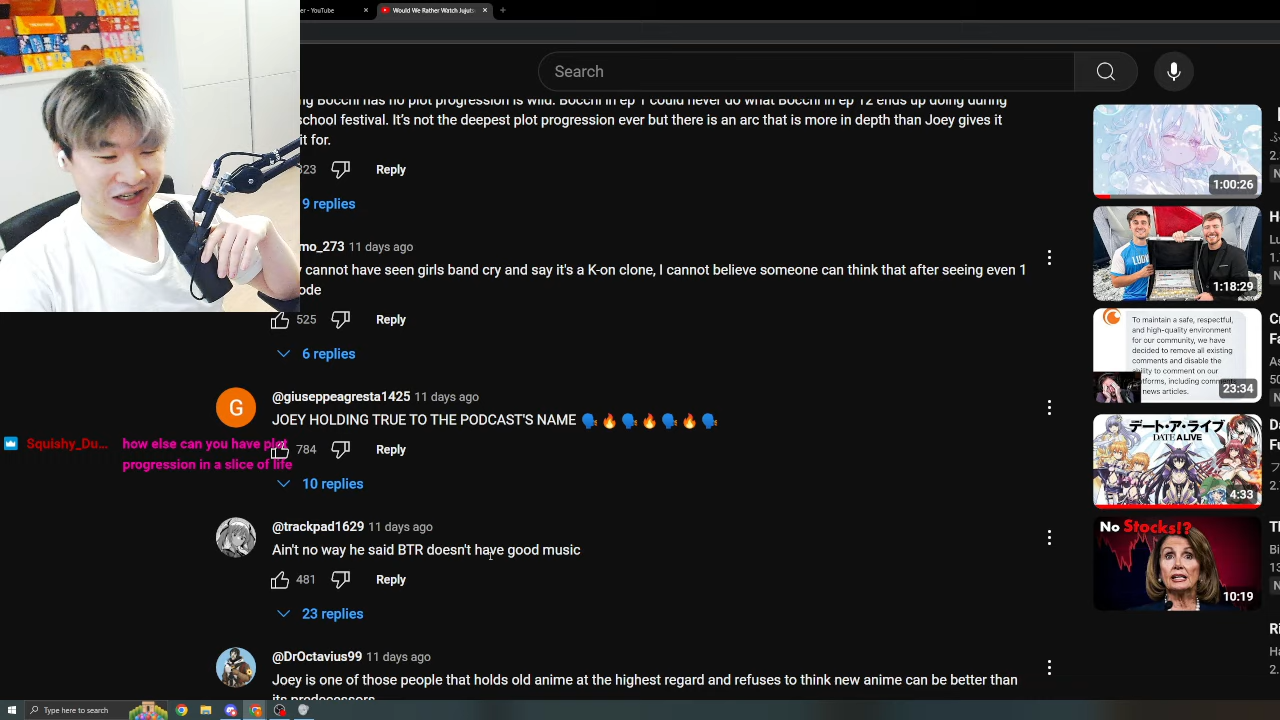 er - YouTube
Would We Rather Watch Jujuts
Search
ng Bocchi has no plot progression is wild. Bocchi in ep 1 could never do what Bocchi in ep 12 ends up doing during
school festival. It's not the deepest plot progression ever but there is an arc that is more in depth than Joey gives it
it for.
323
Reply
9 replies
mo_273 11 days ago
cannot have seen girls band cry and say it's a K-on clone, I cannot believe someone can think that after seeing even 1
ode
525
Reply
6 replies
G
@giuseppeagresta1425 11 days ago
JOEY HOLDING TRUE TO THE PODCAST'S NAME 🗣️🔥🗣️🔥🗣️🔥🗣️
784
Reply
10 replies
Squishy_Du... how else can you have plot
progression in a slice of life
@trackpad1629 11 days ago
Ain't no way he said BTR doesn't have good music
481
Reply
23 replies
@DrOctavius99 11 days ago
Joey is one of those people that holds old anime at the highest regard and refuses to think new anime can be better than
its predecessors
1:00:26
1:18:29
To maintain a safe, respectful,
and high-quality environment
for our community, we have
decided to remove all existing
comments and disable the
ability to comment on our
platforms, including
news articles.
23:34
デート・ア・ライブ
DATE A LIVE
4:33
No Stocks!?
10:19
Type here to search